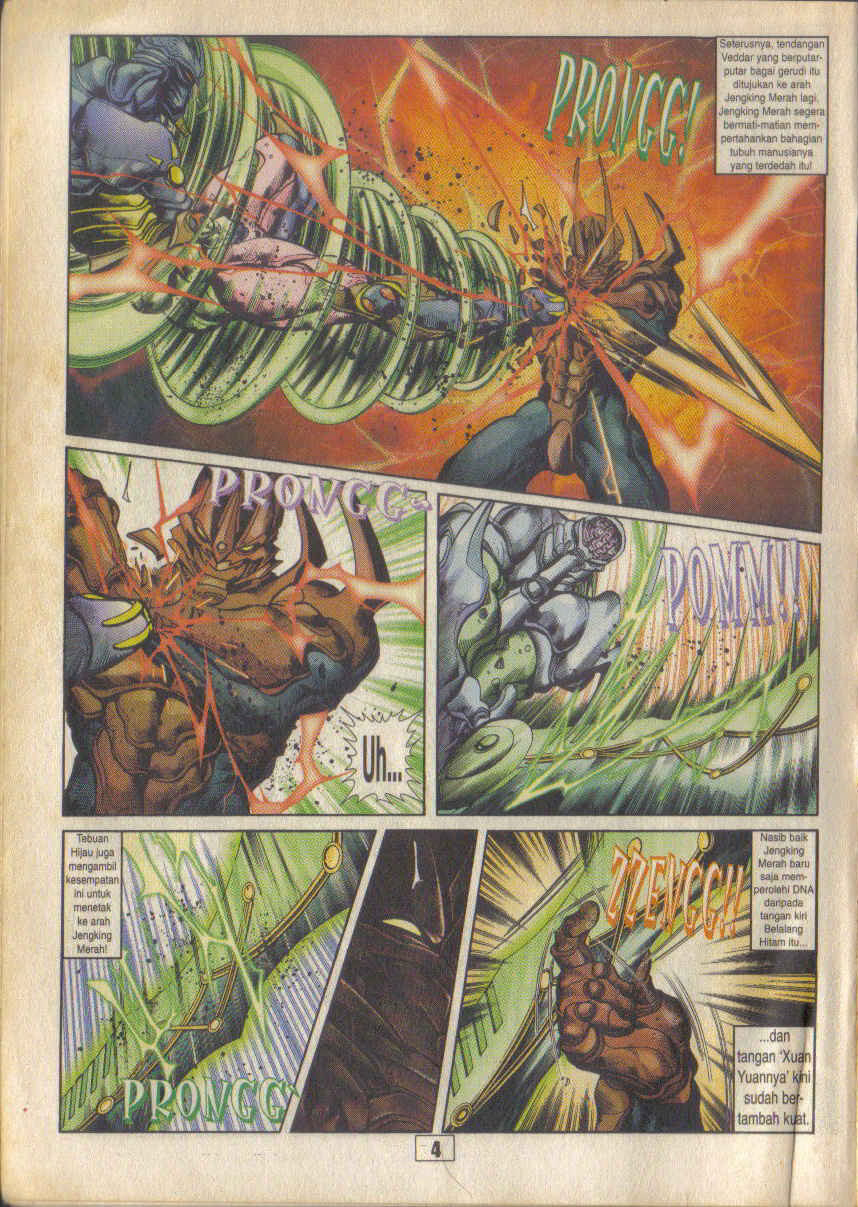 Seterusnya, tendangan
Veddar yang berputar-
putar bagai gerudi itu
ditujukan ke arah
Jengking Merah lagi,
Jengking Merah segera
bermati-matian mem-
pertahankan bahagian
tubuh manusianya
yang terdedah itu!
PRONGG!
PRONGG~
Uh...
POMM!!
Tebuan
Hijau juga
mengambil
kesempatan
ini untuk
menetak
ke arah
Jengking
Merah!
PRONGG~
ZZENGG!!
Nasib baik
Jengking
Merah baru
saja mem-
perolehi DNA
daripada
tangan kiri
Belalang
Hitam itu...
...dan
tangan 'Xuan
Yuannya' kini
sudah ber-
tambah kuat.
4